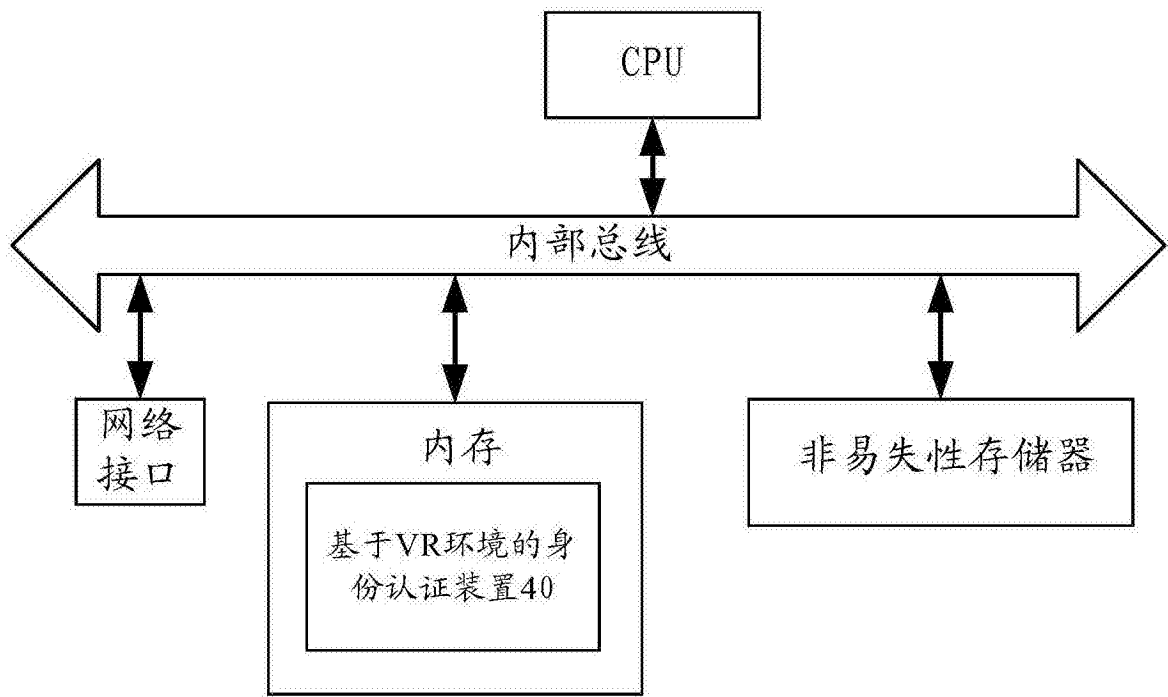 CPU
内部总线
网络
接口
内存
基于VR环境的身
份认证装置40
非易失性存储器